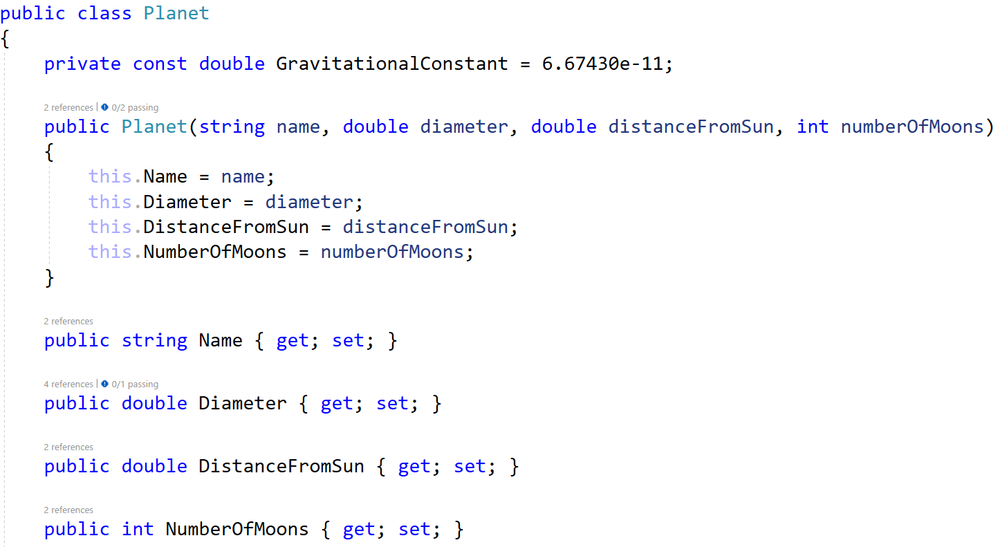 public class Planet
{
private const double GravitationalConstant = 6.67430e-11;
2 references | 0/2 passing
public Planet(string name, double diameter, double distanceFromSun, int numberOfMoons)
{
this.Name = name;
this.Diameter = diameter;
this.DistanceFromSun = distanceFromSun;
this.NumberOfMoons = numberOfMoons;
}
2 references
public string Name { get; set; }
4 references | 0/1 passing
public double Diameter { get; set; }
2 references
public double DistanceFromSun { get; set; }
2 references
public int NumberOfMoons { get; set; }